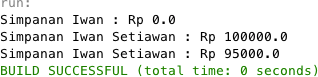 run:
Simpanan Iwan : Rp 0.0
Simpanan Iwan Setiawan : Rp 100000.0
Simpanan Iwan Setiawan : Rp 95000.0
BUILD SUCCESSFUL (total time: 0 seconds)